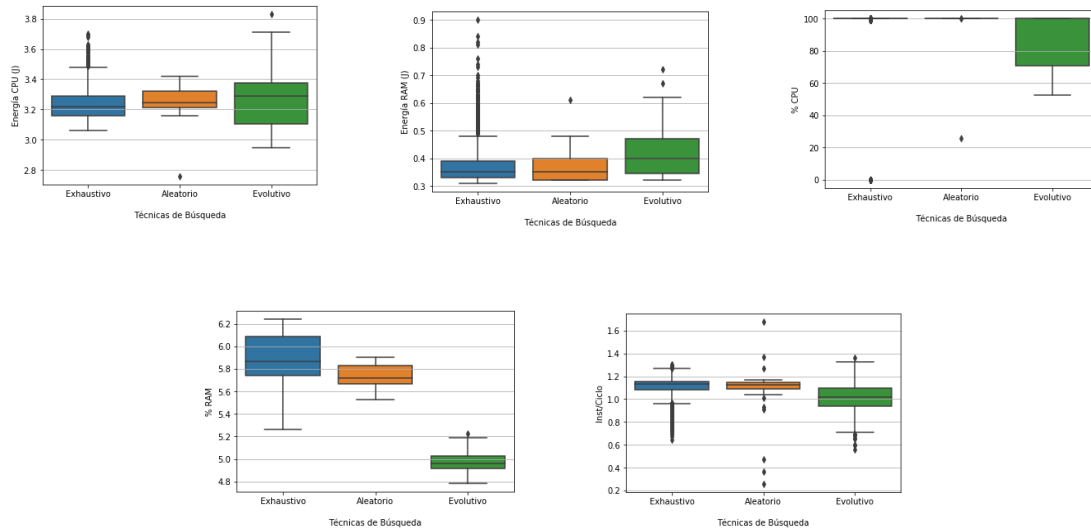 Energía CPU (J)
3.8
3.6
3.4
3.2
3.0
2.8
Exhaustivo Aleatorio Evolutivo
Técnicas de Búsqueda
Energía RAM (J)
0.9
0.8
0.7
0.6
0.5
0.4
0.3
Exhaustivo Aleatorio Evolutivo
Técnicas de Búsqueda
% CPU
100
80
60
40
20
0
Exhaustivo Aleatorio Evolutivo
Técnicas de Búsqueda
% RAM
6.2
6.0
5.8
5.6
5.4
5.2
5.0
4.8
Exhaustivo Aleatorio Evolutivo
Técnicas de Búsqueda
Inst/Ciclo
1.6
1.4
1.2
1.0
0.8
0.6
0.4
0.2
Exhaustivo Aleatorio Evolutivo
Técnicas de Búsqueda